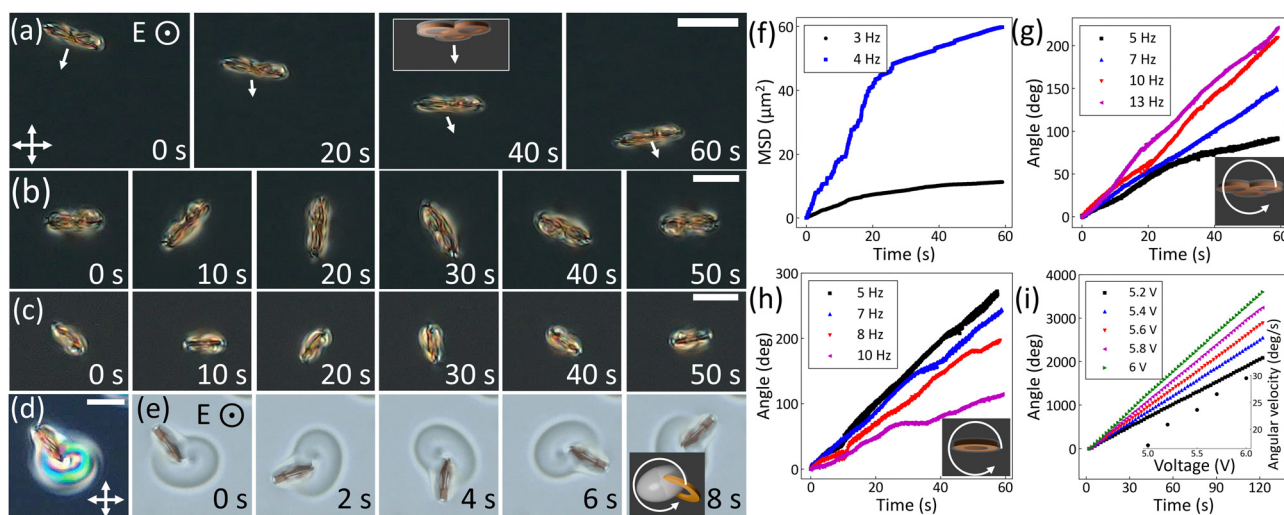 (a)
E
0 s
20 s
40 s
60 s
(b)
0 s
10 s
20 s
30 s
40 s
50 s
(c)
0 s
10 s
20 s
30 s
40 s
50 s
(d)
(e)
E
0 s
2 s
4 s
6 s
8 s
(f)
3 Hz
4 Hz
60
40
20
0
MSD (μm²)
0 20 40 60
Time (s)
(g)
5 Hz
7 Hz
10 Hz
13 Hz
200
150
100
50
0
Angle (deg)
0 20 40 60
Time (s)
(h)
5 Hz
7 Hz
8 Hz
10 Hz
300
200
100
0
Angle (deg)
0 20 40 60
Time (s)
(i)
5.2 V
5.4 V
5.6 V
5.8 V
6 V
4000
3000
2000
1000
0
Angle (deg)
30
25
20
Angular velocity (deg/s)
5.0 5.5 6.0
Voltage (V)
0 30 60 90 120
Time (s)